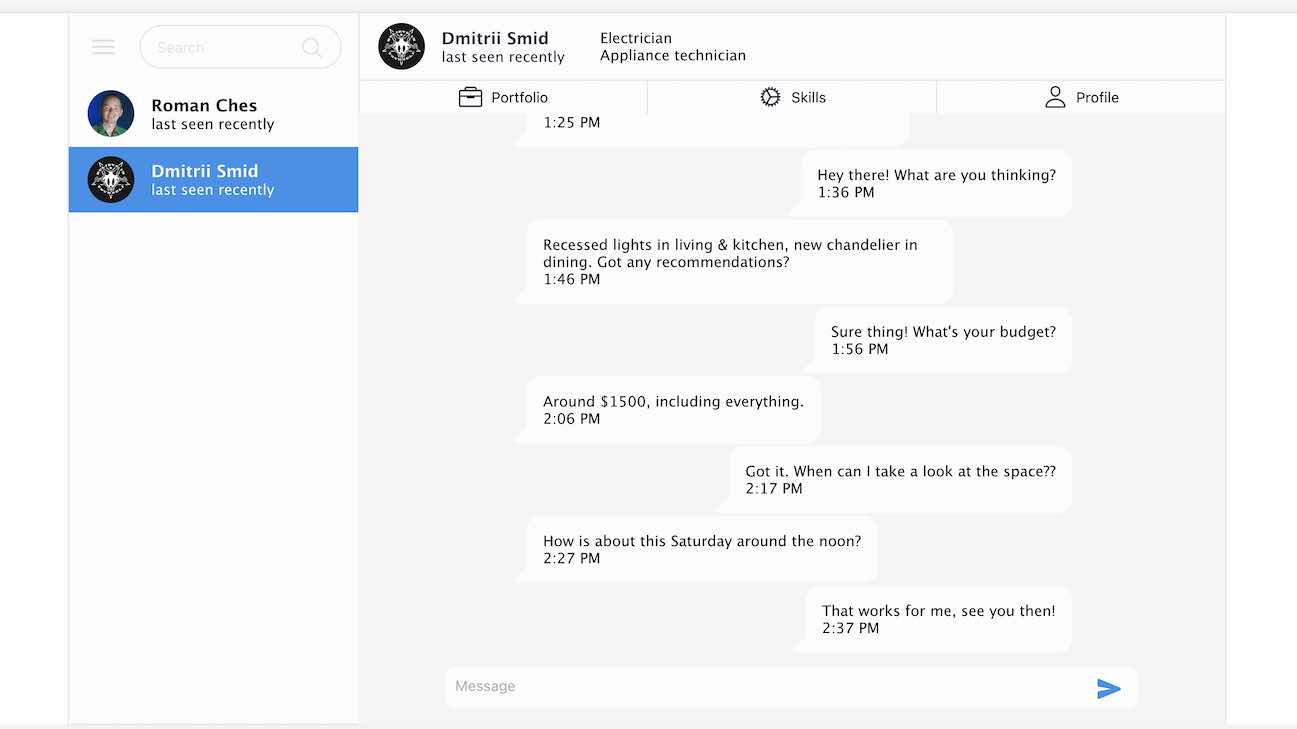 Search
Roman Ches
last seen recently
Dmitrii Smid
last seen recently
Dmitrii Smid
last seen recently
Electrician
Appliance technician
Portfolio
Skills
Profile
1:25 PM
Hey there! What are you thinking?
1:36 PM
Recessed lights in living & kitchen, new chandelier in
dining. Got any recommendations?
1:46 PM
Sure thing! What's your budget?
1:56 PM
Around $1500, including everything.
2:06 PM
Got it. When can I take a look at the space??
2:17 PM
How is about this Saturday around the noon?
2:27 PM
That works for me, see you then!
2:37 PM
Message